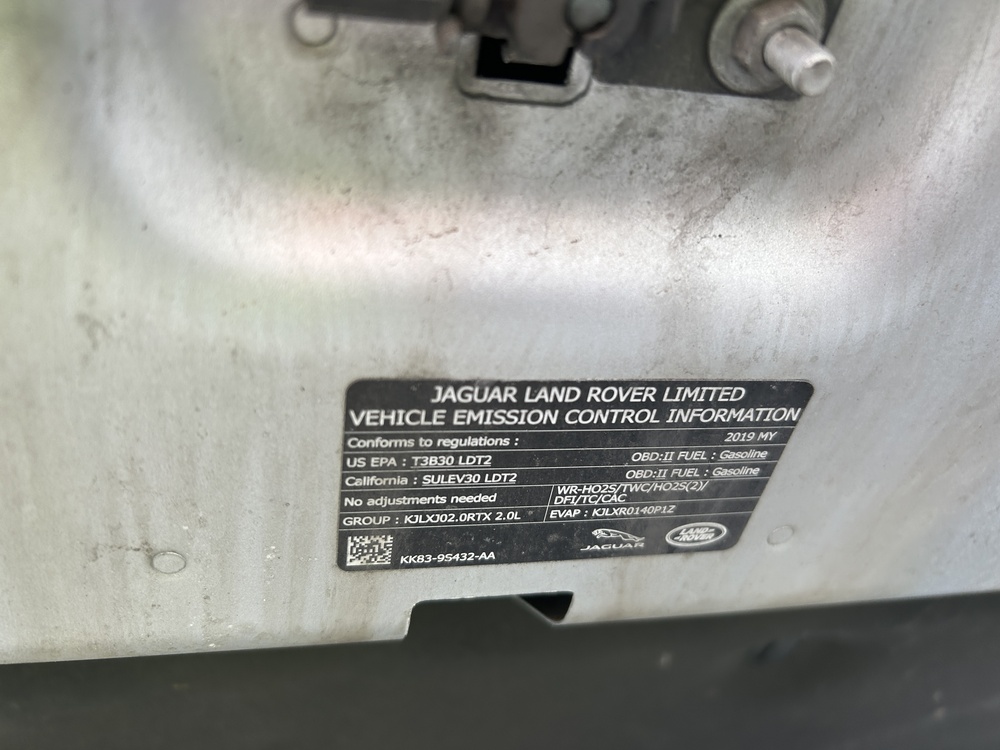 JAGUAR LAND ROVER LIMITED
VEHICLE EMISSION CONTROL INFORMATION
Conforms to regulations : 2019 MY
US EPA : T3B30 LDT2 OBD:II FUEL : Gasoline
California : SULEV30 LDT2 OBD:II FUEL : Gasoline
No adjustments needed WR-HO2S/TWC/HO2S(2)/
DFI/TC/CAC
GROUP : KJLXJ02.0RTX 2.0L EVAP : KJLXR0140P1Z
KK83-9S432-AA JAGUAR LAND-ROVER